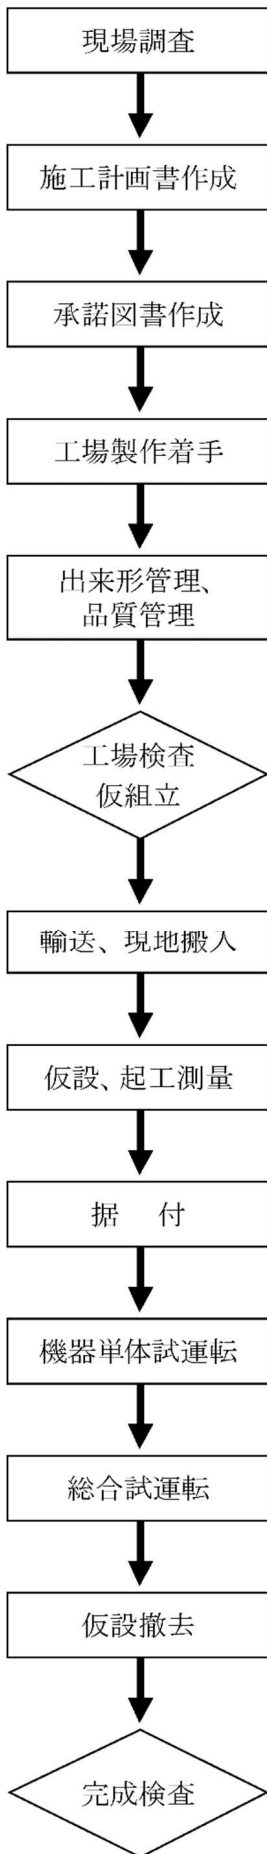 現場調査
施工計画書作成
承諾図書作成
工場製作着手
出来形管理、
品質管理
工場検査
仮組立
輸送、現地搬入
仮設、起工測量
据　付
機器単体試運転
総合試運転
仮設撤去
完成検査